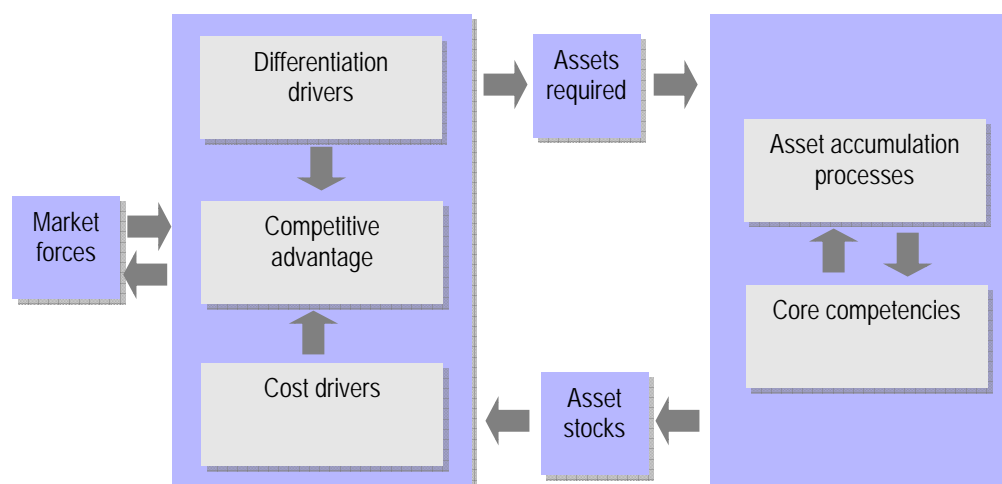 Differentiation
drivers
Assets
required
Asset accumulation
processes
Market
forces
Competitive
advantage
Core competencies
Cost drivers
Asset
stocks